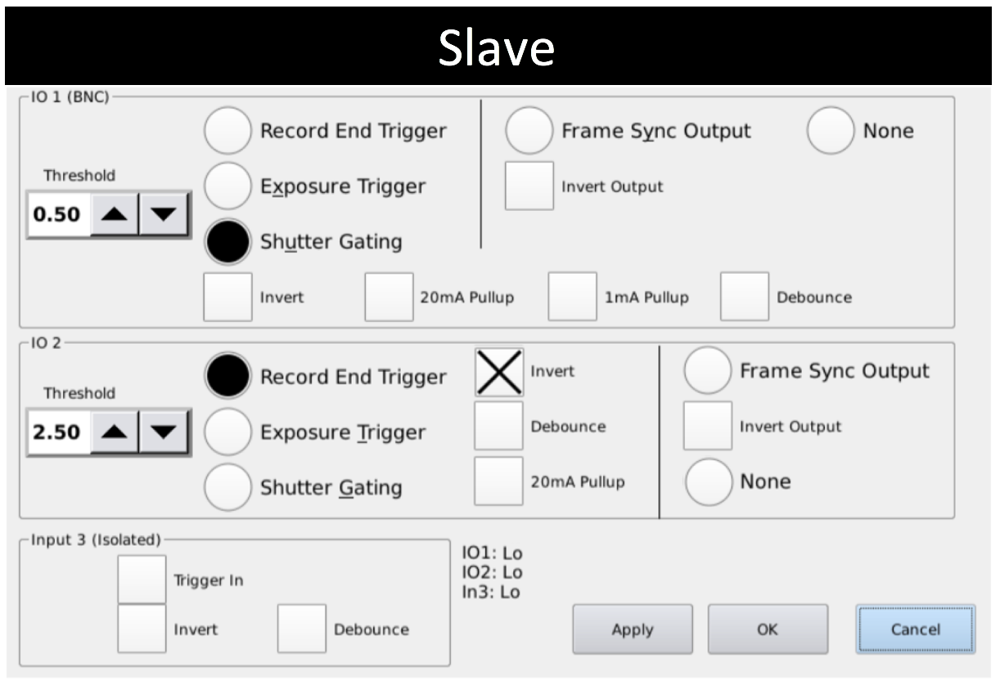 Slave
IO 1 (BNC)
Record End Trigger
Frame Sync Output
None
Threshold
Exposure Trigger
Invert Output
0.50
Shutter Gating
Invert
20mA Pullup
1mA Pullup
Debounce
IO 2
Record End Trigger
Invert
Frame Sync Output
Threshold
2.50
Exposure Trigger
Debounce
Invert Output
Shutter Gating
20mA Pullup
None
Input 3 (Isolated)
Trigger In
Invert
Debounce
IO1: Lo
IO2: Lo
In3: Lo
Apply
OK
Cancel